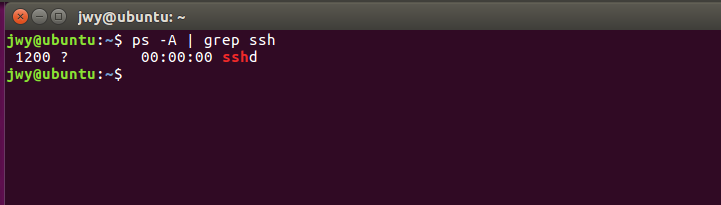 jwy@ubuntu: ~
jwy@ubuntu:~$ ps -A | grep ssh
 1200 ?        00:00:00 sshd
jwy@ubuntu:~$